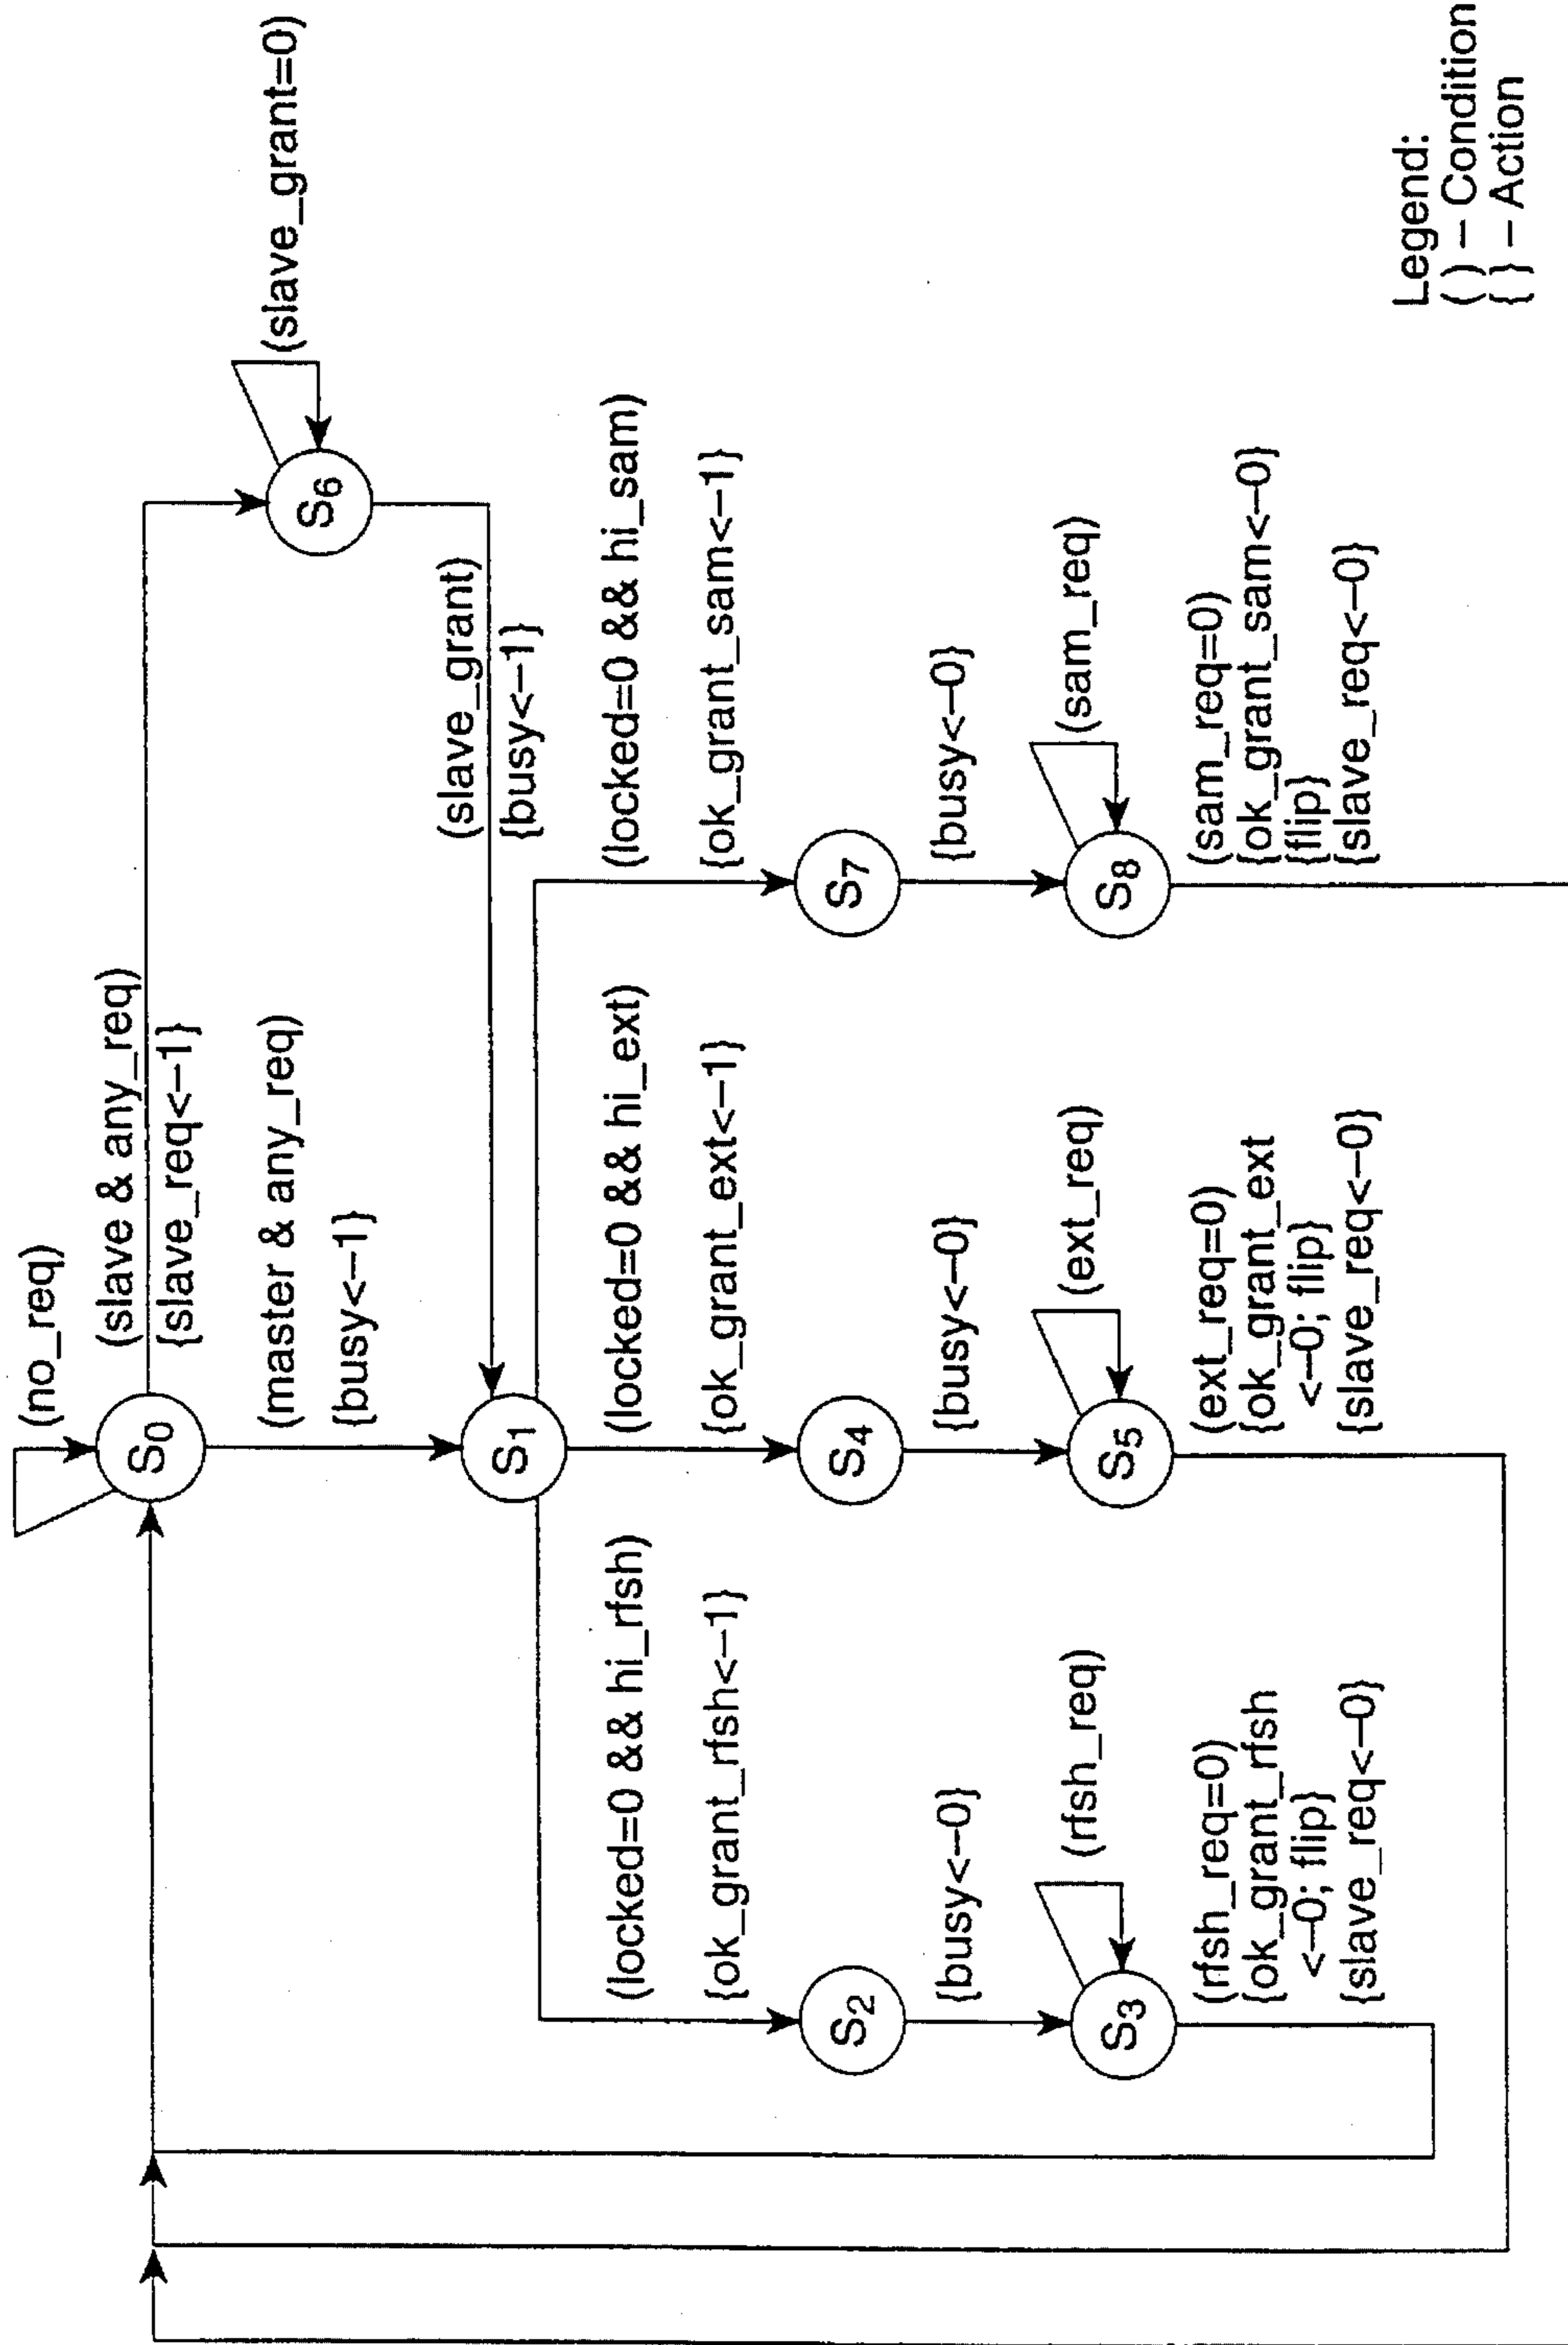 (no_req)
(slave & any_req)
{slave_req<–1}
S0
(slave_grant=0)
(master & any_req)
{busy<–1}
S6
(slave_grant)
{busy<–1}
S1
(locked=0 && hi_rfsh)
{ok_grant_rfsh<–1}
(locked=0 && hi_ext)
{ok_grant_ext<–1}
(locked=0 && hi_sam)
{ok_grant_sam<–1}
S2
S4
S7
{busy<–0}
{busy<–0}
{busy<–0}
(rfsh_req)
(ext_req)
(sam_req)
S3
S5
S8
(rfsh_req=0)
{ok_grant_rfsh
<–0; flip}
{slave_req<–0}
(ext_req=0)
{ok_grant_ext
<–0; flip}
{slave_req<–0}
(sam_req=0)
{ok_grant_sam<–0}
{flip}
{slave_req<–0}
Legend:
( ) – Condition
{ } – Action